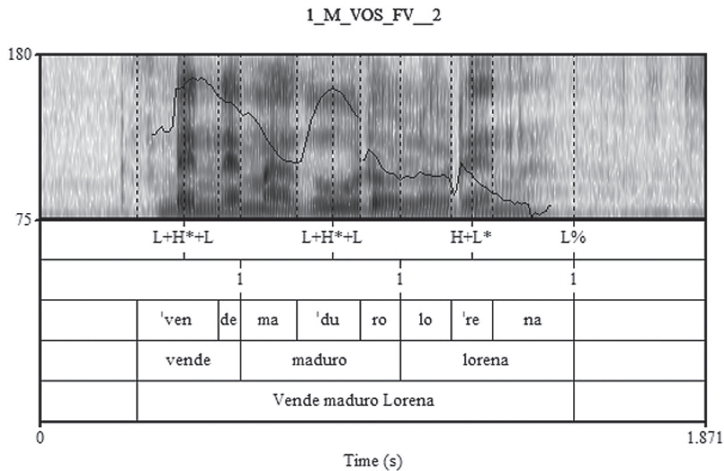 1_M_VOS_FV__2
180
75
L+H*+L L+H*+L H+L* L%
1 1 1
ˈven de ma ˈdu ro lo ˈre na
vende maduro lorena
Vende maduro Lorena
0 1.871
Time (s)